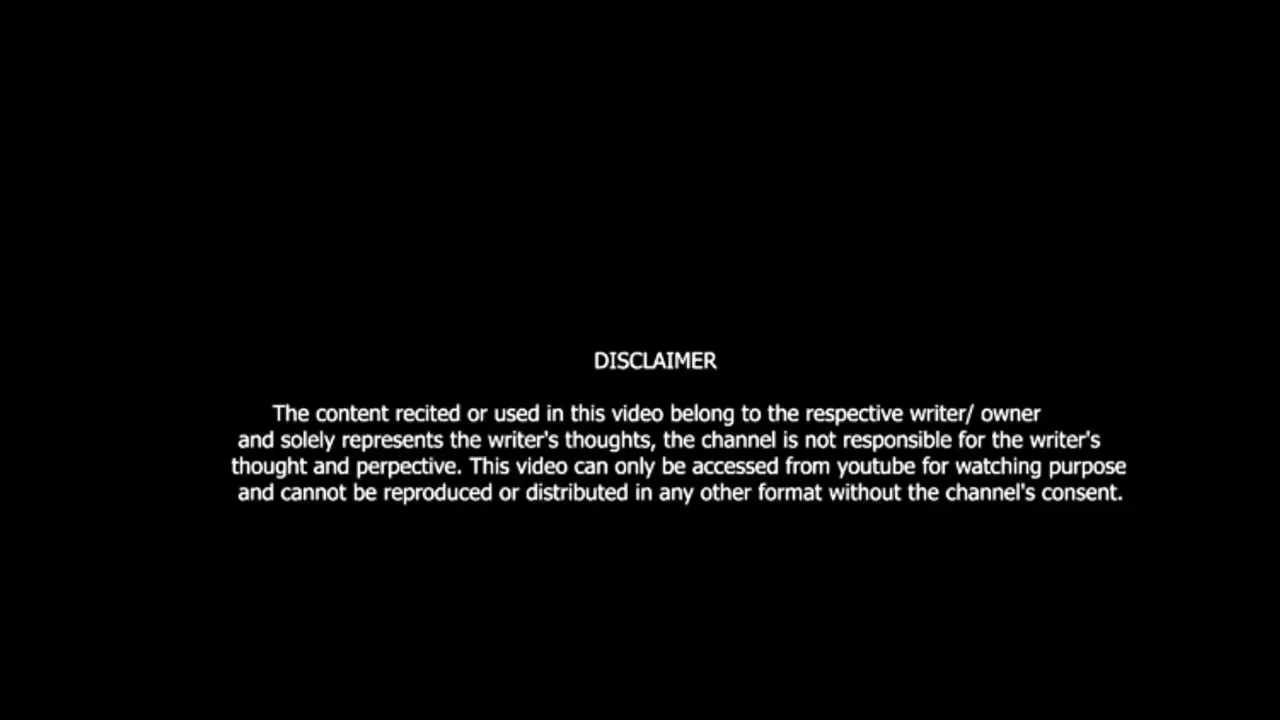 DISCLAIMER
The content recited or used in this video belong to the respective writer/ owner
and solely represents the writer's thoughts, the channel is not responsible for the writer's
thought and perpective. This video can only be accessed from youtube for watching purpose
and cannot be reproduced or distributed in any other format without the channel's consent.